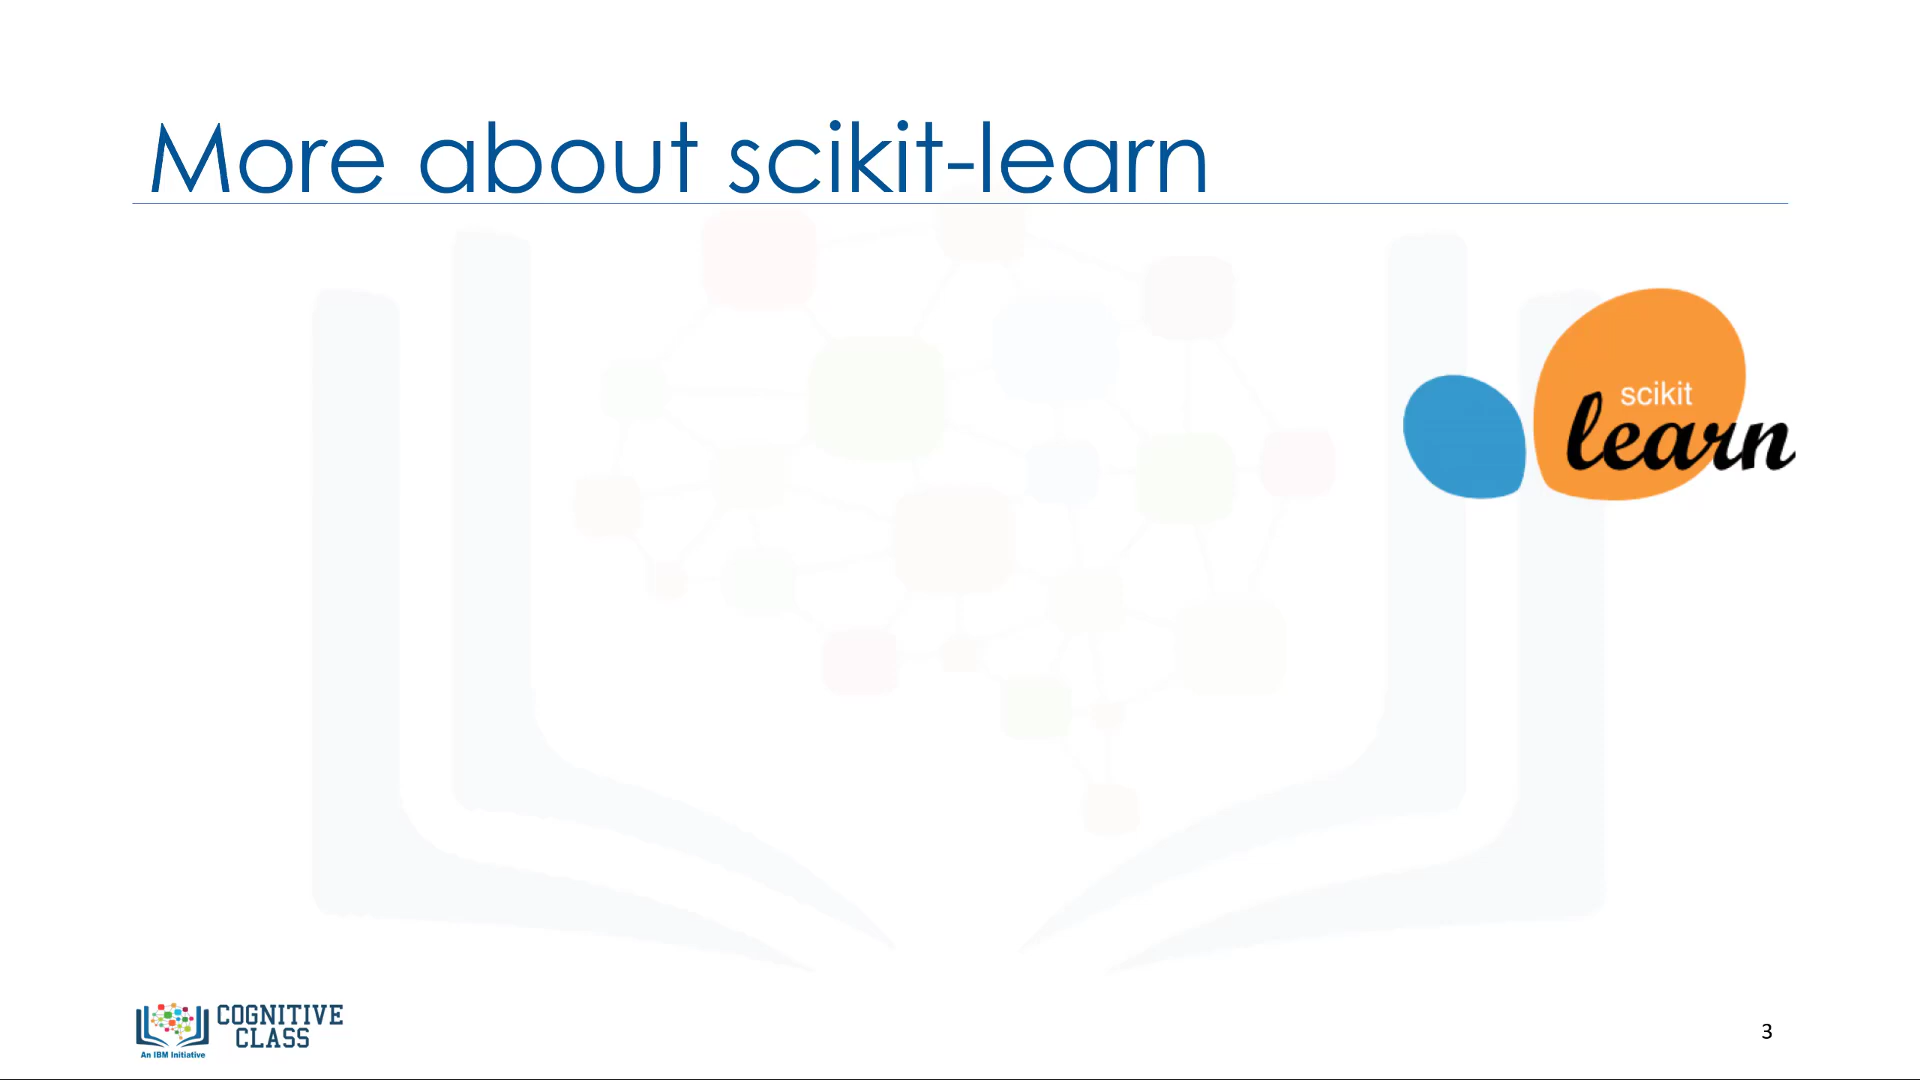 More about scikit-learn
scikit
learn
COGNITIVE
CLASS
An IBM Initiative
3